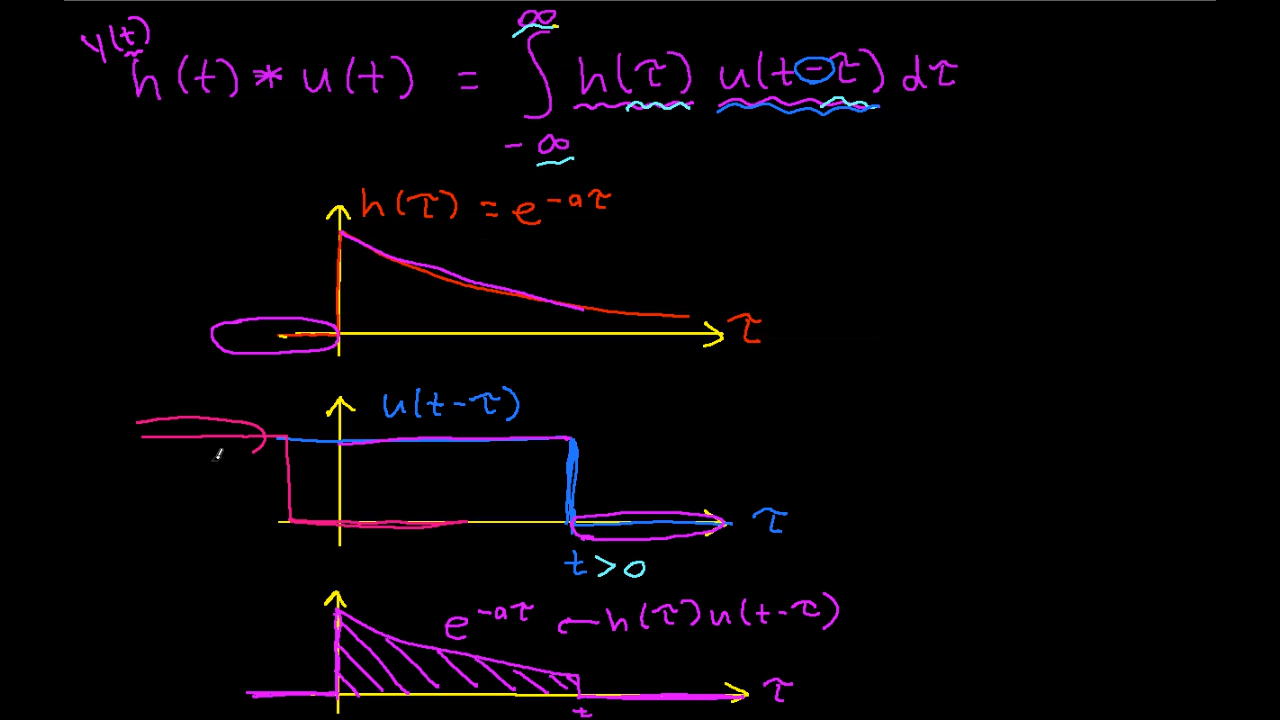 y(t)
h(t) * u(t) = ∫_{-∞}^{∞} h(τ) u(t-τ) dτ
h(τ) = e^{-aτ}
τ
u(t-τ)
τ
t > 0
e^{-aτ} ← h(τ)u(t-τ)
τ
t